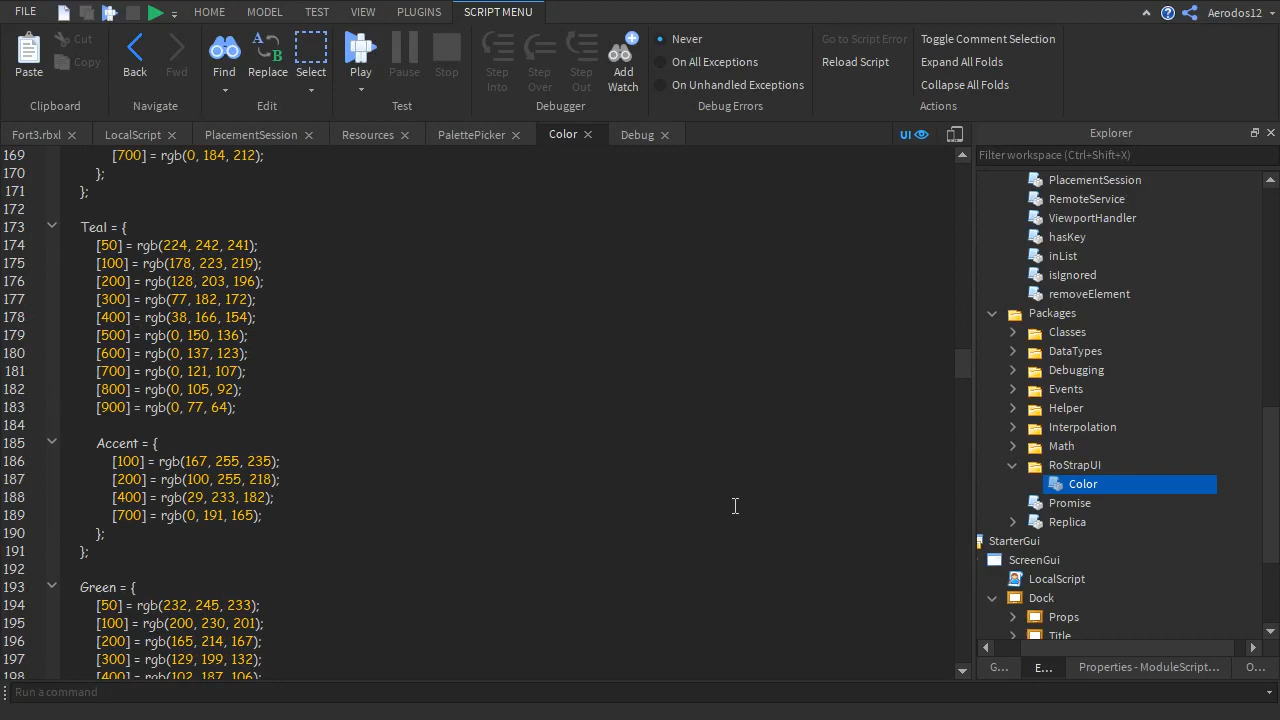 FILE HOME MODEL TEST VIEW PLUGINS SCRIPT MENU Aerodos12
Paste Cut Copy Back Fwd Find Replace Select Play Pause Stop Step Into Step Over Step Out Add Watch
Never
On All Exceptions
On Unhandled Exceptions
Go to Script Error
Reload Script
Toggle Comment Selection
Expand All Folds
Collapse All Folds
Clipboard Navigate Edit Test Debugger Debug Errors Actions
Fort3.rbxl LocalScript PlacementSession Resources PalettePicker Color Debug UI
169 [700] = rgb(0, 184, 212);
170 };
171 };
172
173 Teal = {
174 [50] = rgb(224, 242, 241);
175 [100] = rgb(178, 223, 219);
176 [200] = rgb(128, 203, 196);
177 [300] = rgb(77, 182, 172);
178 [400] = rgb(38, 166, 154);
179 [500] = rgb(0, 150, 136);
180 [600] = rgb(0, 137, 123);
181 [700] = rgb(0, 121, 107);
182 [800] = rgb(0, 105, 92);
183 [900] = rgb(0, 77, 64);
184
185 Accent = {
186 [100] = rgb(167, 255, 235);
187 [200] = rgb(100, 255, 218);
188 [400] = rgb(29, 233, 182);
189 [700] = rgb(0, 191, 165);
190 };
191 };
192
193 Green = {
194 [50] = rgb(232, 245, 233);
195 [100] = rgb(200, 230, 201);
196 [200] = rgb(165, 214, 167);
197 [300] = rgb(129, 199, 132);
198 [400] = rgb(102, 187, 106);
Explorer
Filter workspace (Ctrl+Shift+X)
PlacementSession
RemoteService
ViewportHandler
hasKey
inList
isIgnored
removeElement
Packages
Classes
DataTypes
Debugging
Events
Helper
Interpolation
Math
RoStrapUI
Color
Promise
Replica
StarterGui
ScreenGui
LocalScript
Dock
Props
Title
G... E... Properties - ModuleScript... O...
Run a command